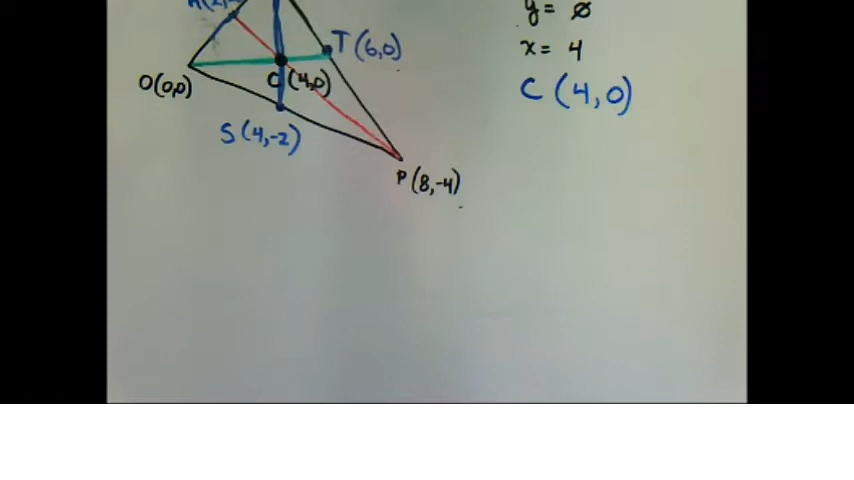 y = ∅
x = 4
T (6,0)
C (4,0)
O (0,0)
C (4,0)
S (4,-2)
P (8,-4)